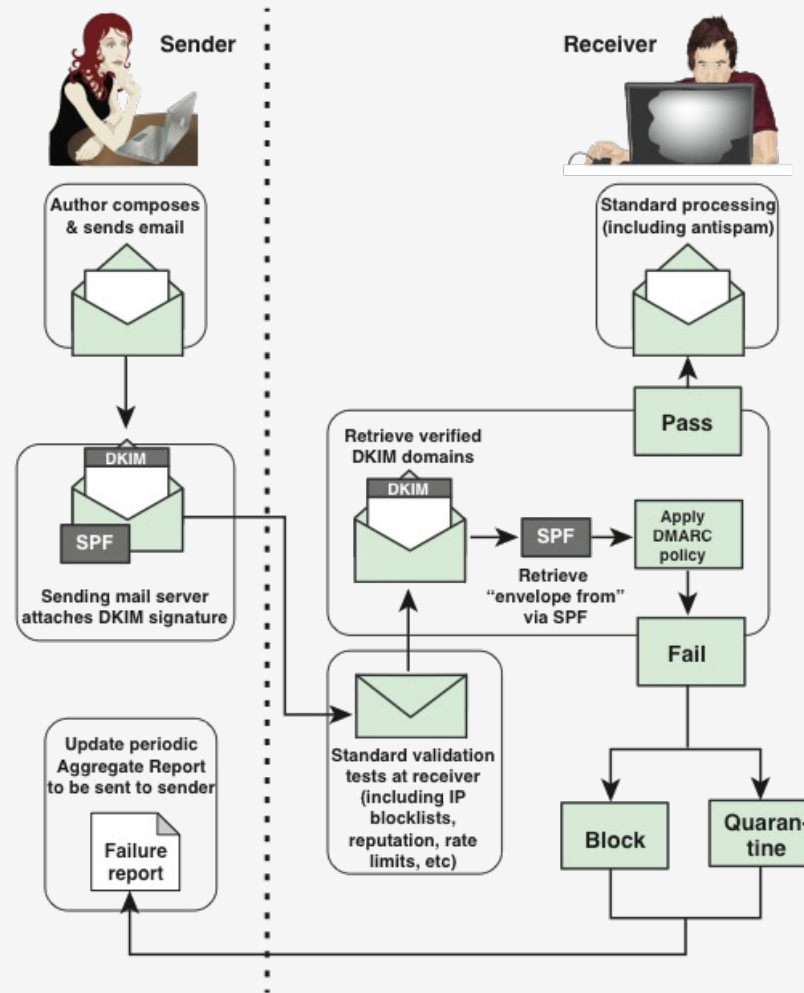 Sender
Receiver
Author composes
& sends email
Standard processing
(including antispam)
Pass
Retrieve verified
DKIM domains
DKIM
DKIM
SPF
SPF
Apply
DMARC
policy
Retrieve
“envelope from”
via SPF
Sending mail server
attaches DKIM signature
Fail
Update periodic
Aggregate Report
to be sent to sender
Failure
report
Standard validation
tests at receiver
(including IP
blocklists,
reputation, rate
limits, etc)
Block
Quaran-
tine